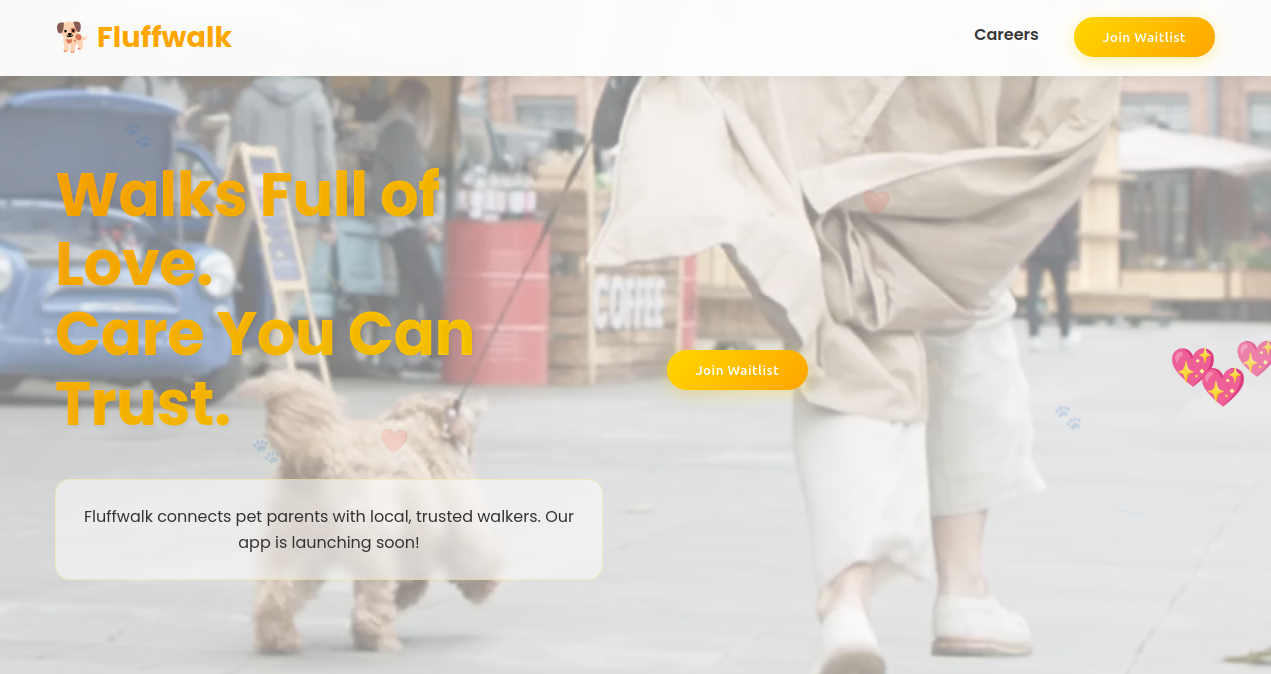 Fluffwalk
Careers
Join Waitlist
Walks Full of
Love.
Care You Can
Trust.
COFFE
Join Waitlist
Fluffwalk connects pet parents with local, trusted walkers. Our
app is launching soon!